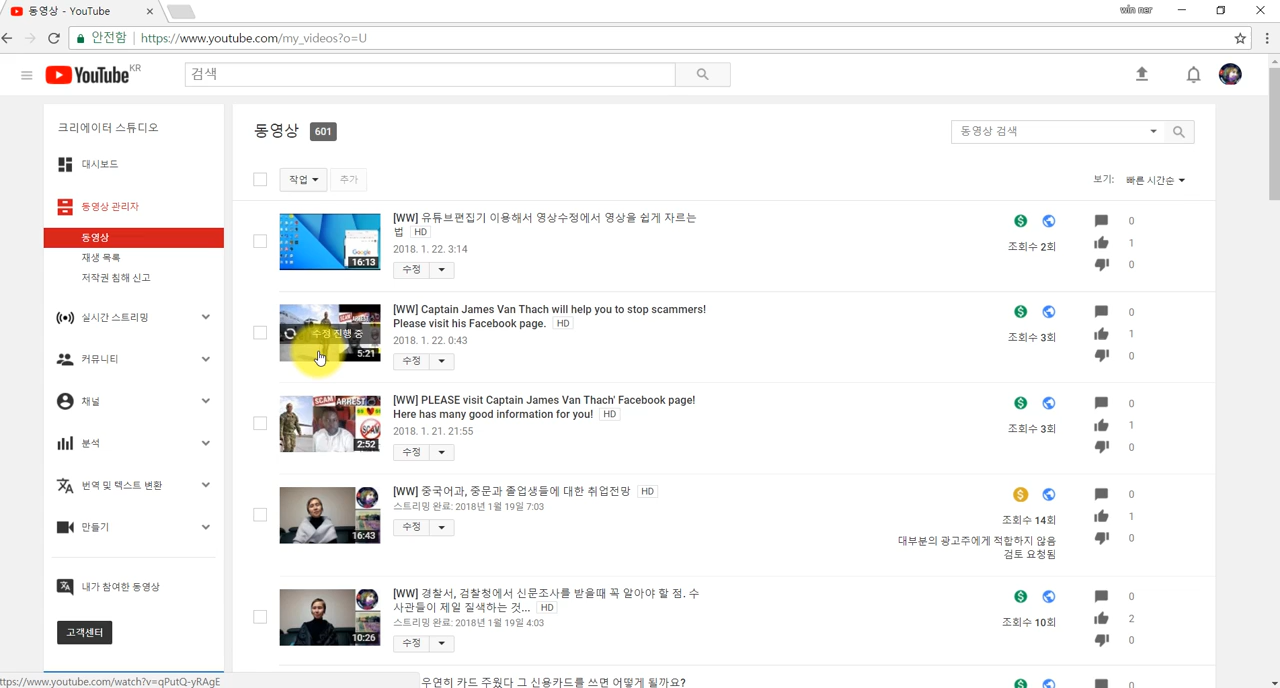 동영상 - YouTube
win ner
안전함 https://www.youtube.com/my_videos?o=U
YouTube KR
검색
크리에이터 스튜디오
대시보드
동영상 관리자
동영상
재생 목록
저작권 침해 신고
실시간 스트리밍
커뮤니티
채널
분석
번역 및 텍스트 변환
만들기
내가 참여한 동영상
고객센터
동영상 601
동영상 검색
작업 추가
보기: 빠른 시간순
16:13
[WW] 유튜브편집기 이용해서 영상수정에서 영상을 쉽게 자르는
법 HD
2018. 1. 22. 3:14
수정
조회수 2회
0
1
0
수정 진행 중
5:21
[WW] Captain James Van Thach will help you to stop scammers!
Please visit his Facebook page. HD
2018. 1. 22. 0:43
수정
조회수 3회
0
1
0
SCAM ARREST
SCAM
2:52
[WW] PLEASE visit Captain James Van Thach' Facebook page!
Here has many good information for you! HD
2018. 1. 21. 21:55
수정
조회수 3회
0
1
0
16:43
[WW] 중국어과, 중문과 졸업생들에 대한 취업전망 HD
스트리밍 완료: 2018년 1월 19일 7:03
수정
조회수 14회
대부분의 광고주에게 적합하지 않음
검토 요청됨
0
1
0
10:26
[WW] 경찰서, 검찰청에서 신문조사를 받을때 꼭 알아야 할 점. 수
사관들이 제일 질색하는 것... HD
스트리밍 완료: 2018년 1월 19일 4:03
수정
조회수 10회
0
2
0
우연히 카드 주웠다 그 신용카드를 쓰면 어떻게 될까요?
0
ttps://www.youtube.com/watch?v=qPutQ-yRAgE